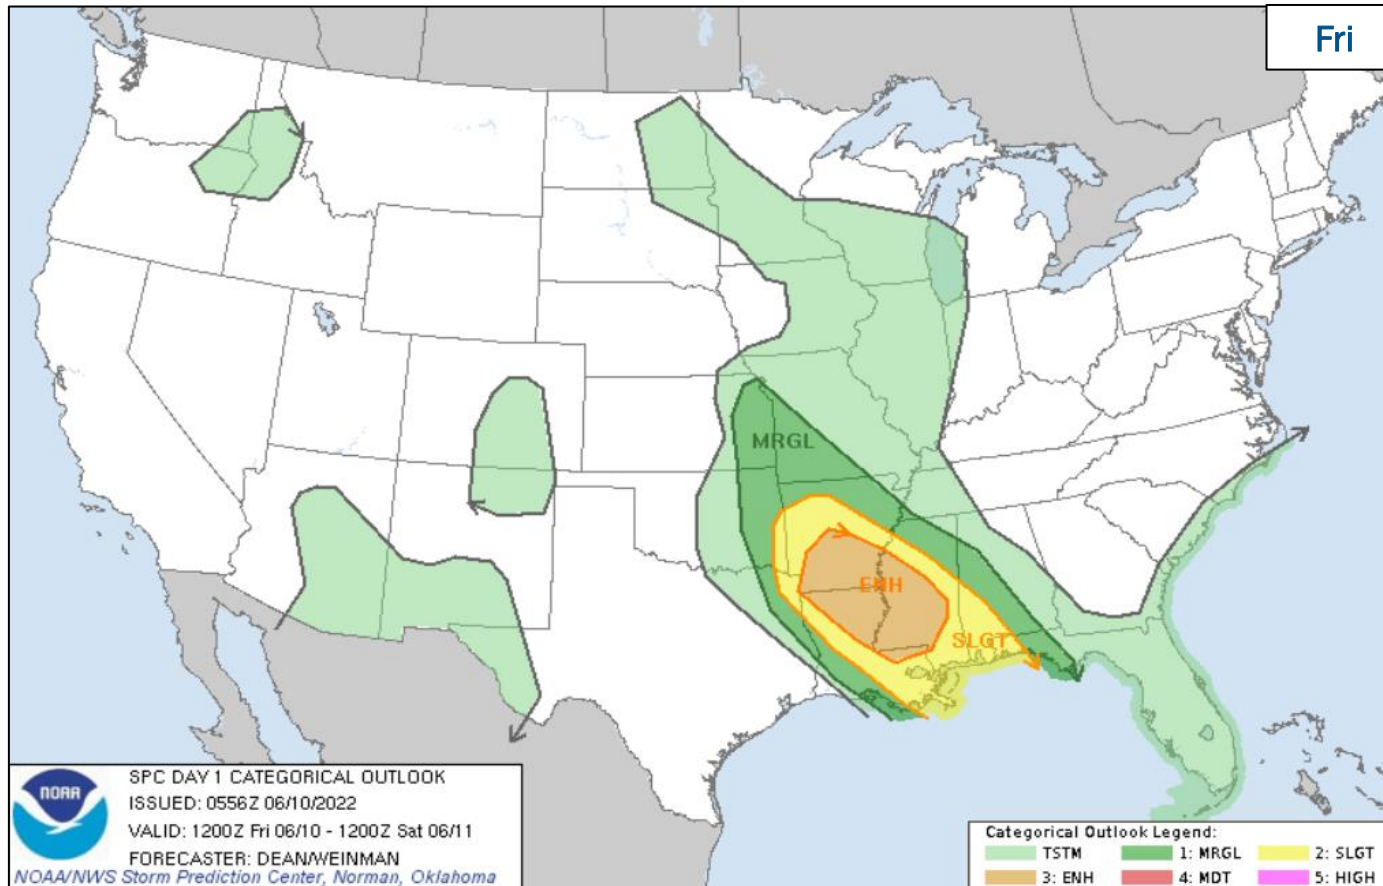 Fri
MRGL
ENH
SLGT
NOAA
SPC DAY 1 CATEGORICAL OUTLOOK
ISSUED: 0556Z 06/10/2022
VALID: 1200Z Fri 06/10 - 1200Z Sat 06/11
FORECASTER: DEAN/WEINMAN
NOAA/NWS Storm Prediction Center, Norman, Oklahoma
Categorical Outlook Legend:
TSTM 1: MRGL 2: SLGT
3: ENH 4: MDT 5: HIGH